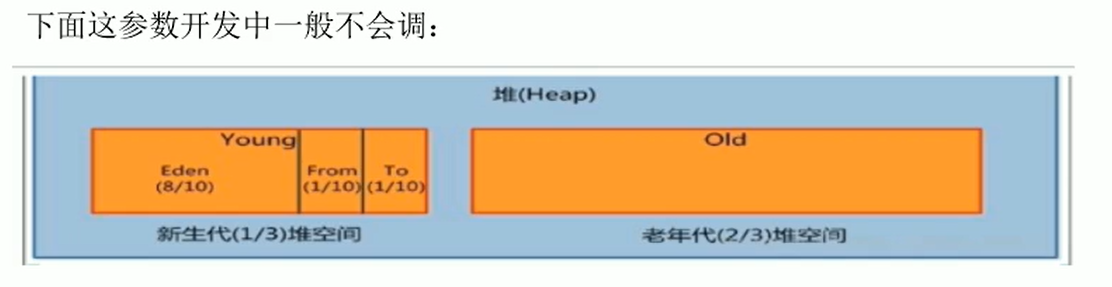 下面这参数开发中一般不会调：
堆(Heap)
Young
Old
Eden
(8/10)
From
(1/10)
To
(1/10)
新生代(1/3)堆空间
老年代(2/3)堆空间